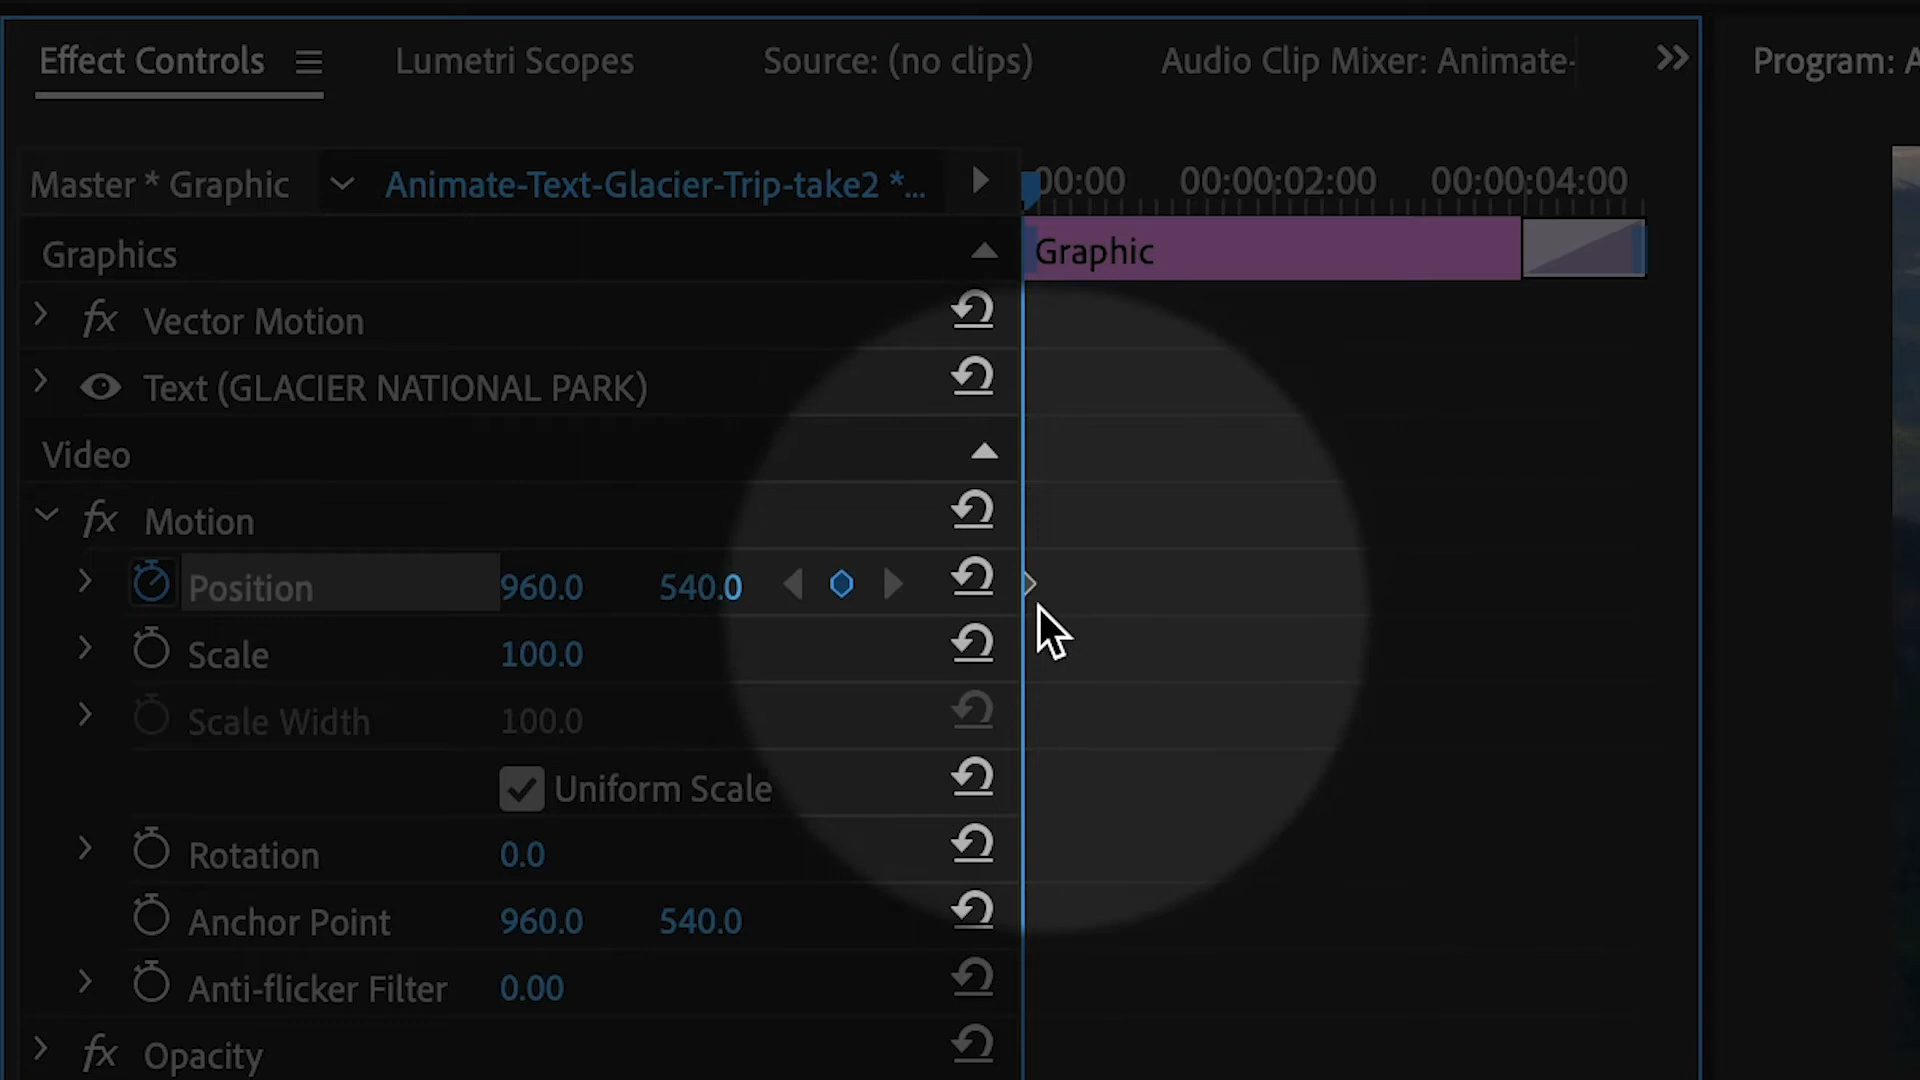 Effect Controls Lumetri Scopes Source: (no clips) Audio Clip Mixer: Animate- Program: A
Master * Graphic Animate-Text-Glacier-Trip-take2 *... 00:00 00:00:02:00 00:00:04:00
Graphics Graphic
fx Vector Motion
Text (GLACIER NATIONAL PARK)
Video
fx Motion
Position 960.0 540.0
Scale 100.0
Scale Width 100.0
Uniform Scale
Rotation 0.0
Anchor Point 960.0 540.0
Anti-flicker Filter 0.00
fx Opacity